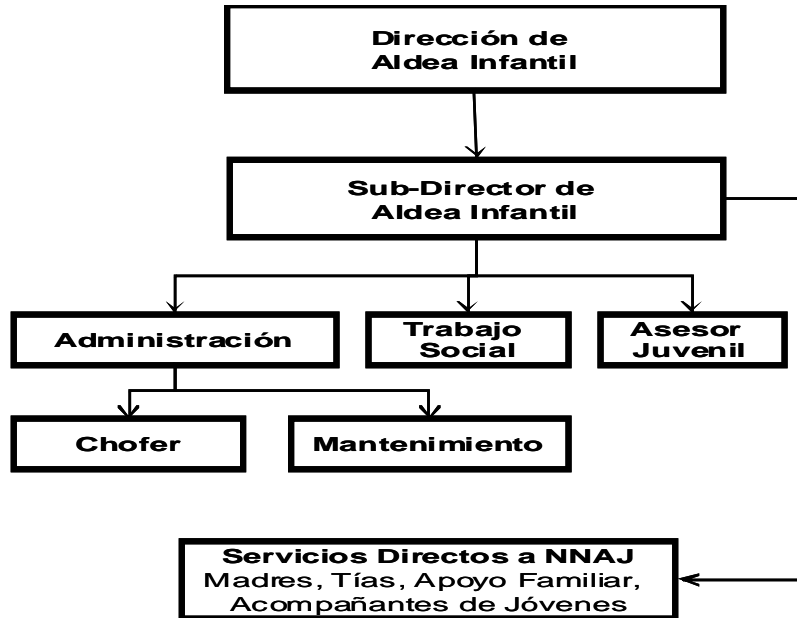 Dirección de
Aldea Infantil
Sub-Director de
Aldea Infantil
Administración
Trabajo
Social
Asesor
Juvenil
Chofer
Mantenimiento
Servicios Directos a NNAJ
Madres, Tías, Apoyo Familiar,
Acompañantes de Jóvenes